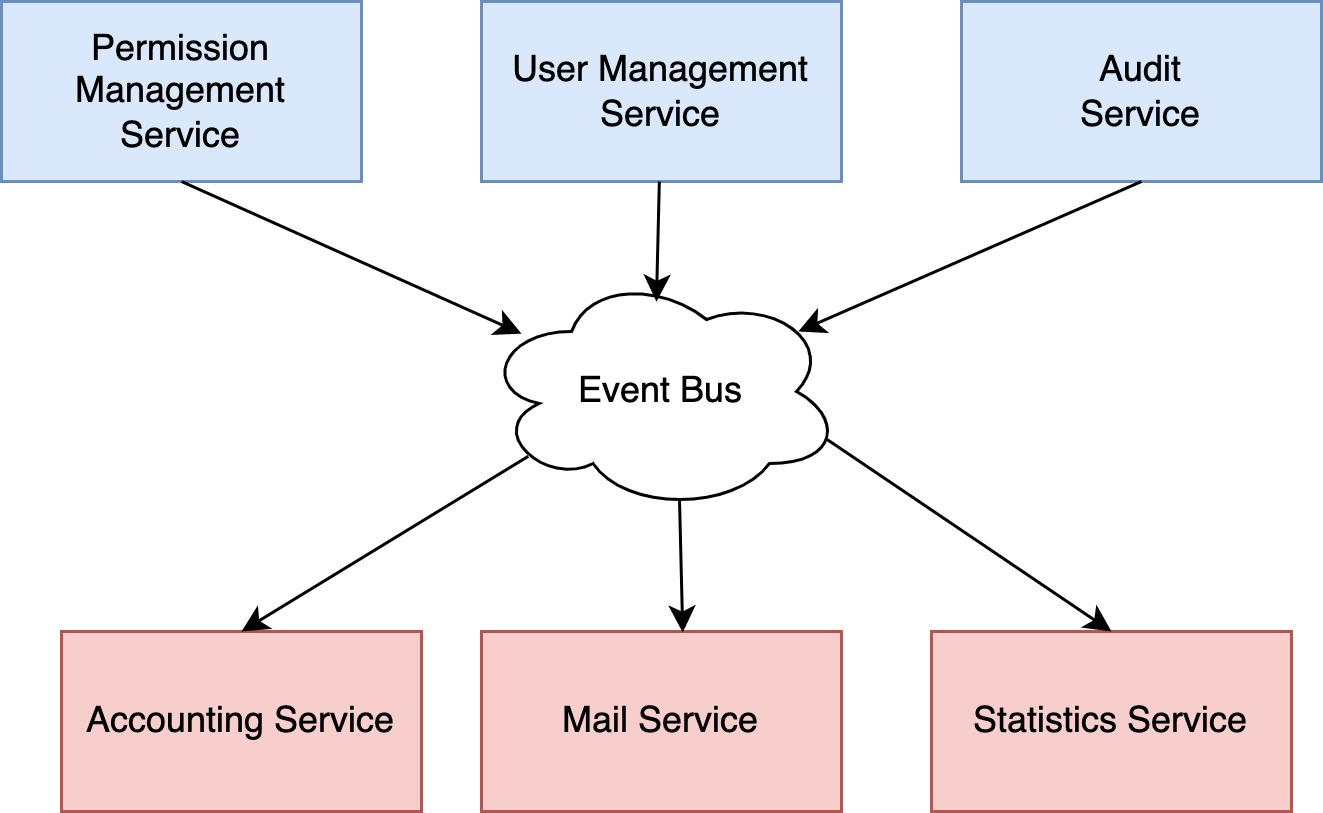 Permission
Management
Service
User Management
Service
Audit
Service
Event Bus
Accounting Service
Mail Service
Statistics Service